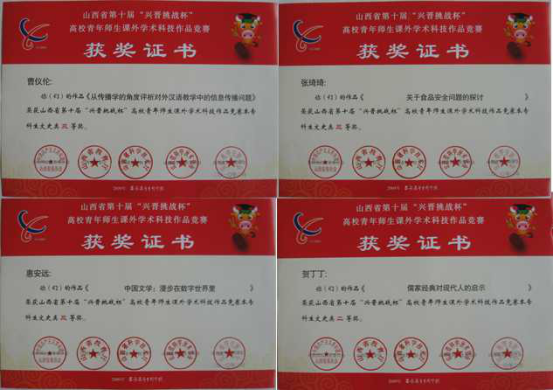 山西省第十届“兴晋挑战杯”
高校青年师生课外学术科技作品竞赛
获奖证书
曹仪伦:
你(们)的作品《从传播学的角度评析对外汉语教学中的信息传播问题》
荣获山西省第十届“兴晋挑战杯”高校青年师生课外学术科技作品竞赛本专
科生文史类三等奖。
山西省第十届“兴晋挑战杯”
高校青年师生课外学术科技作品竞赛
获奖证书
张琦琦:
你(们)的作品《 关于食品安全问题的探讨 》
荣获山西省第十届“兴晋挑战杯”高校青年师生课外学术科技作品竞赛本专
科生文史类三等奖。
山西省第十届“兴晋挑战杯”
高校青年师生课外学术科技作品竞赛
获奖证书
惠安远:
你(们)的作品《 中国文学:漫步在数字世界里 》
荣获山西省第十届“兴晋挑战杯”高校青年师生课外学术科技作品竞赛本专
科生文史类三等奖。
山西省第十届“兴晋挑战杯”
高校青年师生课外学术科技作品竞赛
获奖证书
贺丁丁:
你(们)的作品《 儒家经典对现代人的启示 》
荣获山西省第十届“兴晋挑战杯”高校青年师生课外学术科技作品竞赛本专
科生文史类二等奖。